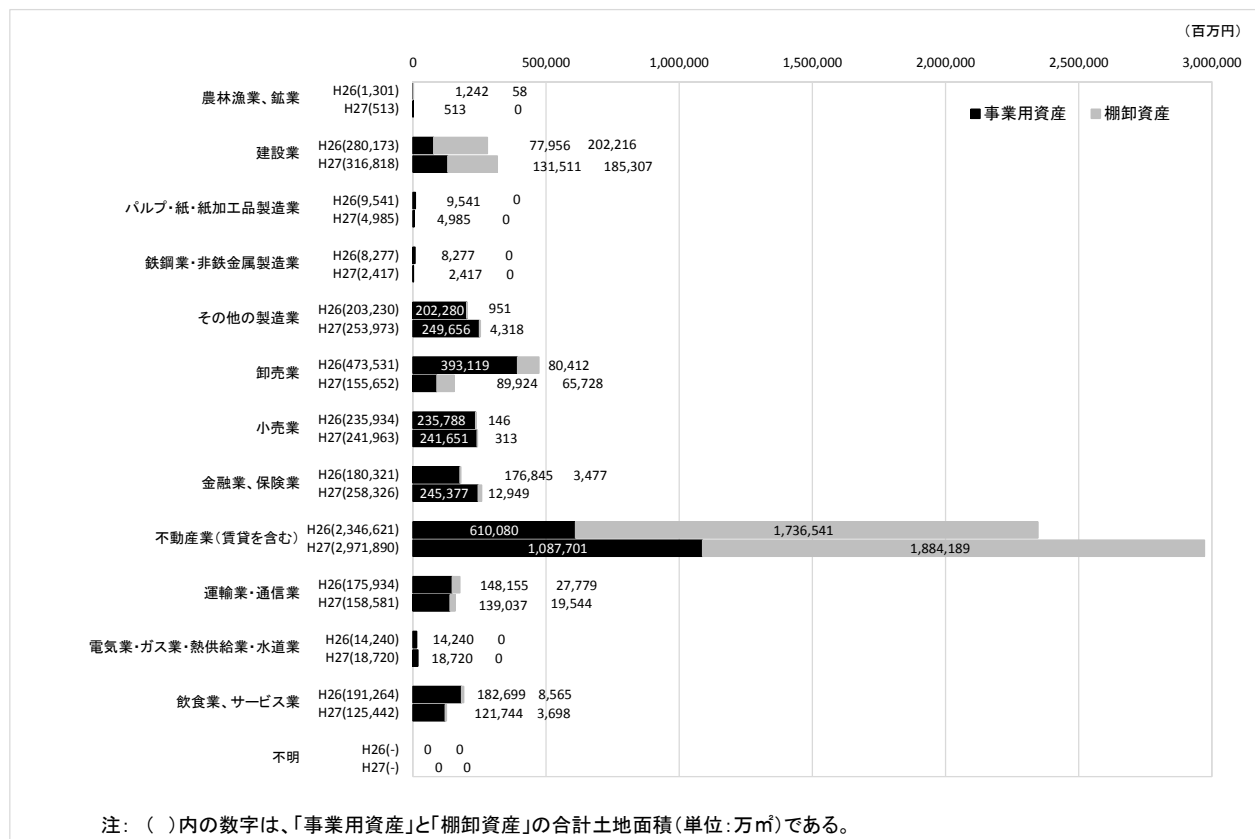 (百万円)
0 500,000 1,000,000 1,500,000 2,000,000 2,500,000 3,000,000
■事業用資産 ■棚卸資産
農林漁業、鉱業
H26(1,301) 1,242 58
H27(513) 513 0
建設業
H26(280,173) 77,956 202,216
H27(316,818) 131,511 185,307
パルプ・紙・紙加工品製造業
H26(9,541) 9,541 0
H27(4,985) 4,985 0
鉄鋼業・非鉄金属製造業
H26(8,277) 8,277 0
H27(2,417) 2,417 0
その他の製造業
H26(203,230) 202,280 951
H27(253,973) 249,656 4,318
卸売業
H26(473,531) 393,119 80,412
H27(155,652) 89,924 65,728
小売業
H26(235,934) 235,788 146
H27(241,963) 241,651 313
金融業、保険業
H26(180,321) 176,845 3,477
H27(258,326) 245,377 12,949
不動産業(賃貸を含む)
H26(2,346,621) 610,080 1,736,541
H27(2,971,890) 1,087,701 1,884,189
運輸業・通信業
H26(175,934) 148,155 27,779
H27(158,581) 139,037 19,544
電気業・ガス業・熱供給業・水道業
H26(14,240) 14,240 0
H27(18,720) 18,720 0
飲食業、サービス業
H26(191,264) 182,699 8,565
H27(125,442) 121,744 3,698
不明
H26(-) 0 0
H27(-) 0 0
注: ( )内の数字は、「事業用資産」と「棚卸資産」の合計土地面積(単位:万㎡)である。